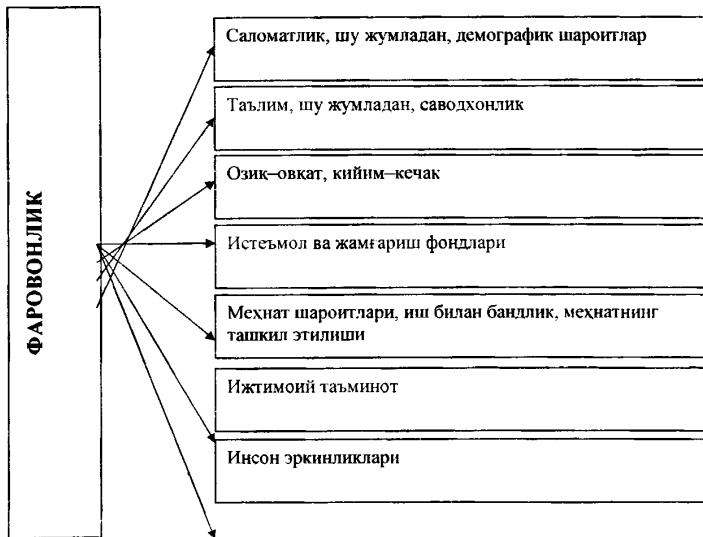 ФАРОВОНЛИК
Саломатлик, шу жумладан, демографик шароитлар
Таълим, шу жумладан, саводхонлик
Озик–овқат, кийим–кечак
Истеъмол ва жамғариш фондлари
Меҳнат шароитлари, иш билан бандлик, меҳнатнинг
ташкил этилиши
Ижтимоий таъминот
Инсон эркинликлари